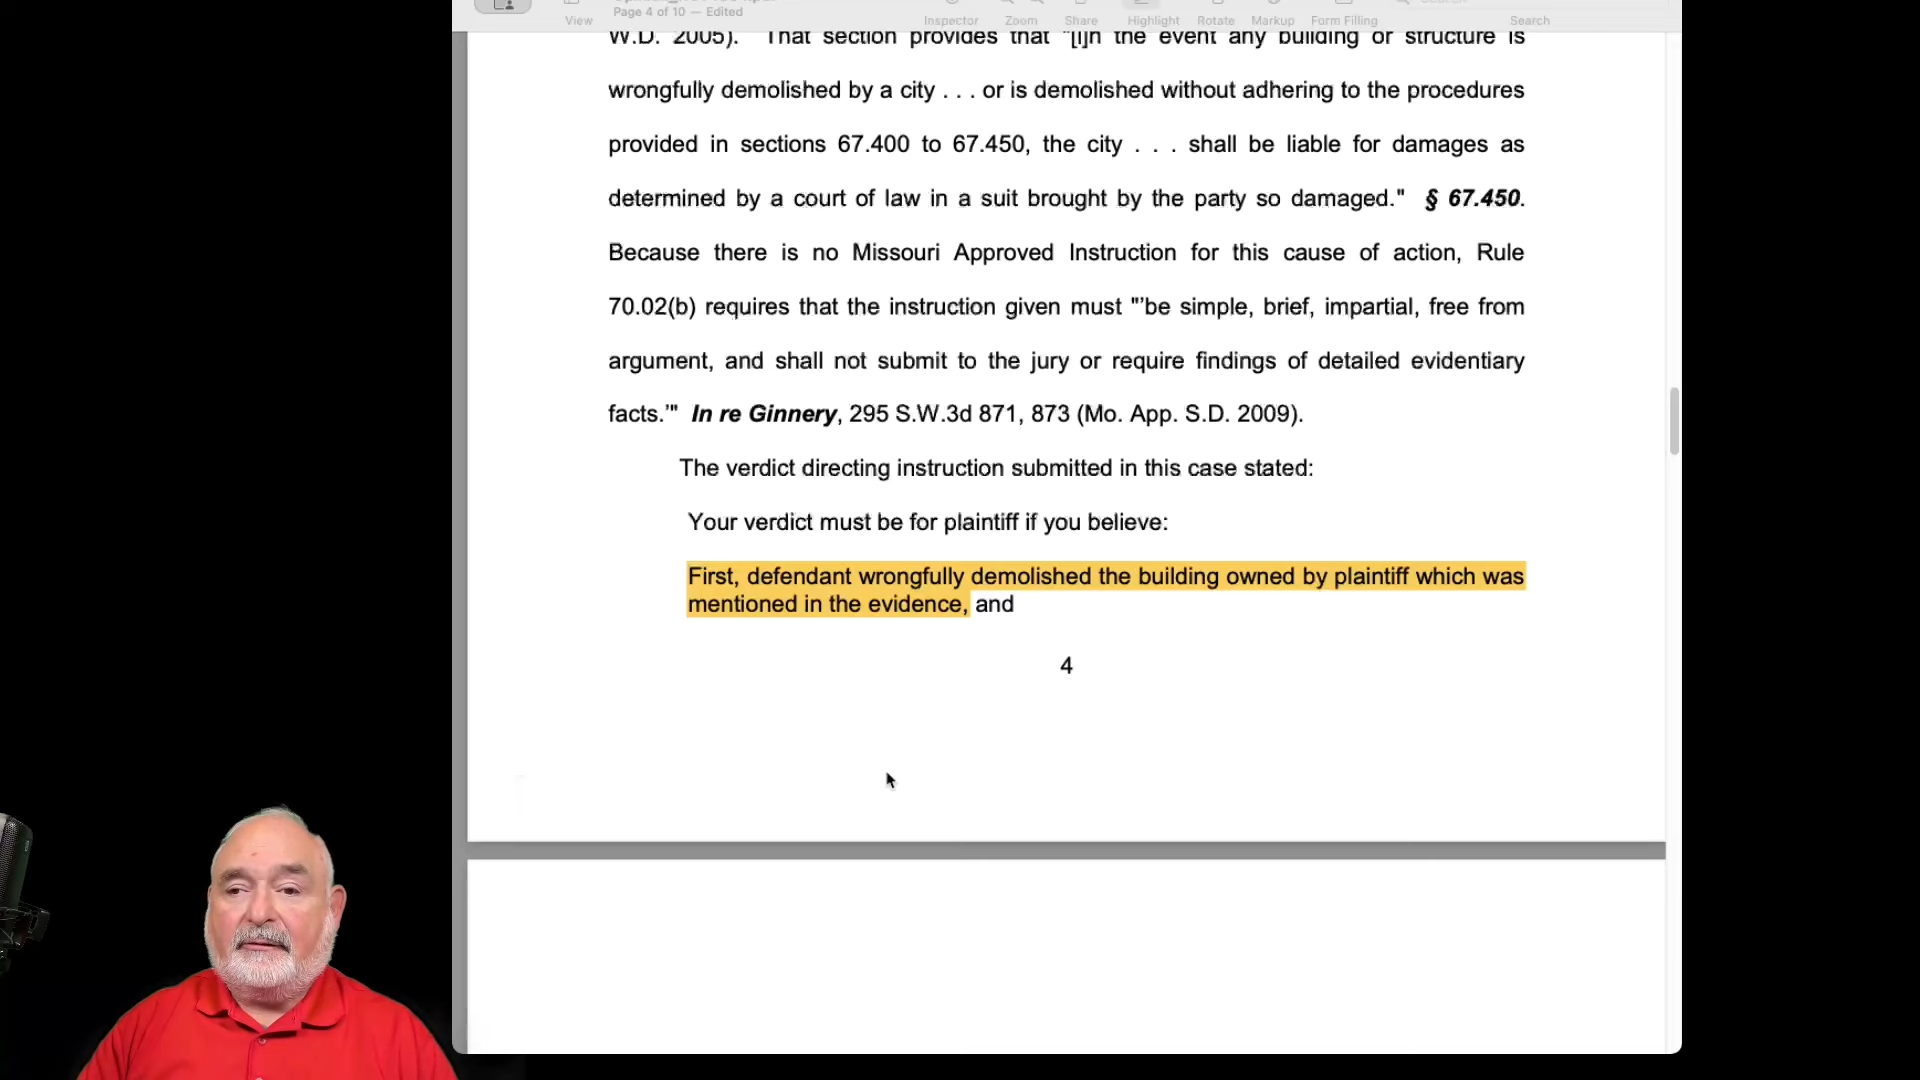 Page 4 of 10 — Edited
View
Inspector
Zoom
Share
Highlight
Rotate
Markup
Form Filling
Search
W.D. 2005). That section provides that "[i]n the event any building or structure is
wrongfully demolished by a city . . . or is demolished without adhering to the procedures
provided in sections 67.400 to 67.450, the city . . . shall be liable for damages as
determined by a court of law in a suit brought by the party so damaged." § 67.450.
Because there is no Missouri Approved Instruction for this cause of action, Rule
70.02(b) requires that the instruction given must "'be simple, brief, impartial, free from
argument, and shall not submit to the jury or require findings of detailed evidentiary
facts.'" In re Ginnery, 295 S.W.3d 871, 873 (Mo. App. S.D. 2009).
The verdict directing instruction submitted in this case stated:
Your verdict must be for plaintiff if you believe:
First, defendant wrongfully demolished the building owned by plaintiff which was
mentioned in the evidence, and
4